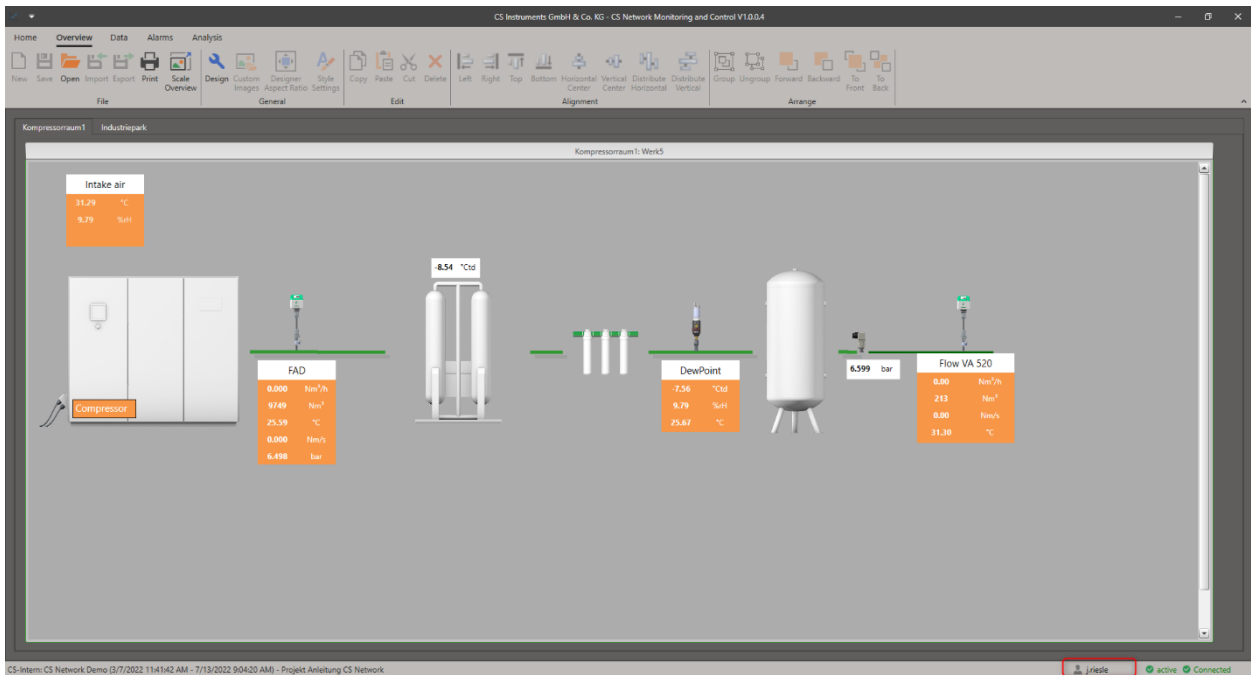 CS Instruments GmbH & Co. KG - CS Network Monitoring and Control V1.0.0.4
Home Overview Data Alarms Analysis
New Save Open Import Export Print Scale Overview Design Custom Images Designer Aspect Ratio Style Settings Copy Paste Cut Delete Left Right Top Bottom Horizontal Center Vertical Center Distribute Horizontal Distribute Vertical Group Ungroup Forward Backward To Front To Back
File General Edit Alignment Arrange
Kompressorraum1 Industriepark
Kompressorraum1: Werk5
Intake air
31.29 °C
9.79 %rH
-8.54 °Ctd
Compressor
FAD
0.000 Nm³/h
9749 Nm³
25.59 °C
0.000 Nm/s
6.498 bar
DewPoint
-7.56 °Ctd
9.79 %rH
25.67 °C
6.599 bar
Flow VA 520
0.00 Nm³/h
213 Nm³
0.00 Nm/s
31.30 °C
CS-Intern: CS Network Demo (3/7/2022 11:41:42 AM - 7/13/2022 9:04:20 AM) - Projekt Anleitung CS Network
j.riesle active Connected